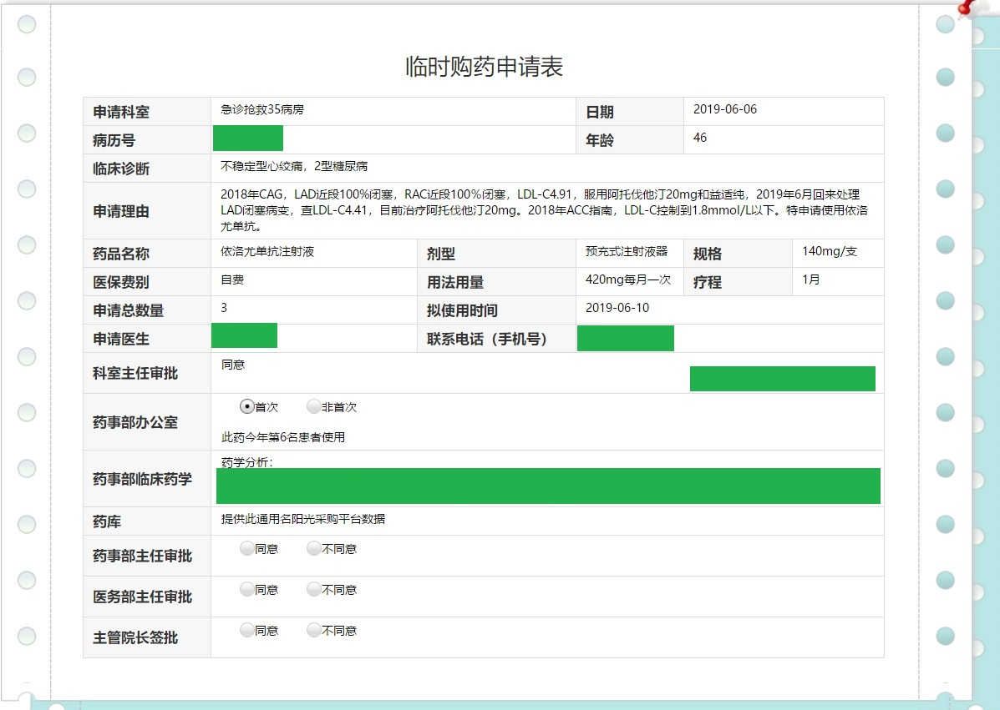 临时购药申请表
申请科室 急诊抢救35病房 日期 2019-06-06
病历号 年龄 46
临床诊断 不稳定型心绞痛，2型糖尿病
申请理由
2018年CAG，LAD近段100%闭塞，RAC近段100%闭塞，LDL-C4.91，服用阿托伐他汀20mg和益适纯，2019年6月回来处理
LAD闭塞病变，查LDL-C4.41，目前治疗阿托伐他汀20mg。2018年ACC指南，LDL-C控制到1.8mmol/L以下。特申请使用依洛
尤单抗。
药品名称 依洛尤单抗注射液 剂型 预充式注射液器 规格 140mg/支
医保费别 自费 用法用量 420mg每月一次 疗程 1月
申请总数量 3 拟使用时间 2019-06-10
申请医生 联系电话（手机号）
科室主任审批 同意
药事部办公室 首次 非首次
此药今年第6名患者使用
药事部临床药学 药学分析：
药库 提供此通用名阳光采购平台数据
药事部主任审批 同意 不同意
医务部主任审批 同意 不同意
主管院长签批 同意 不同意